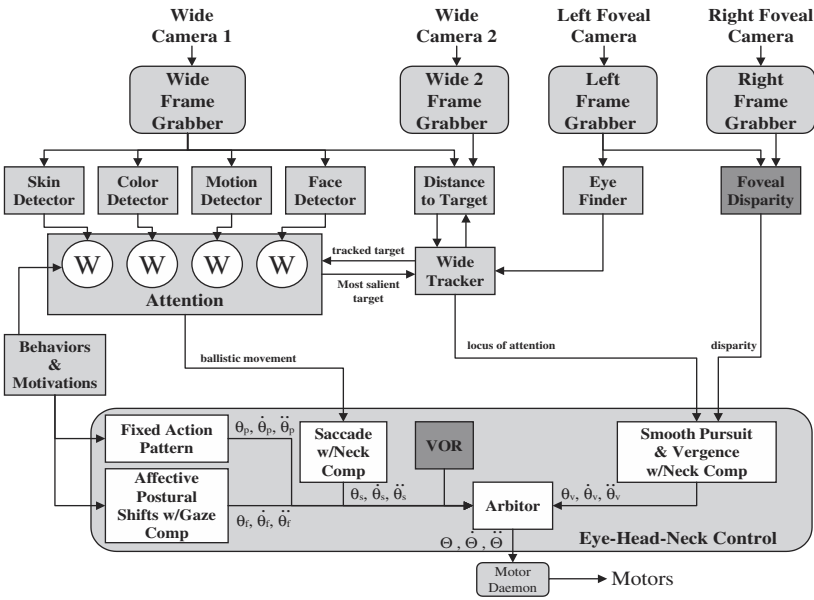 Wide
Camera 1
Wide
Camera 2
Left Foveal
Camera
Right Foveal
Camera
Wide
Frame
Grabber
Wide 2
Frame
Grabber
Left
Frame
Grabber
Right
Frame
Grabber
Skin
Detector
Color
Detector
Motion
Detector
Face
Detector
Distance
to Target
Eye
Finder
Foveal
Disparity
W
W
W
W
Attention
tracked target
Most salient
target
Wide
Tracker
Behaviors
&
Motivations
ballistic movement
locus of attention
disparity
Fixed Action
Pattern
θp, θ̇p, θ̈p
Saccade
w/Neck
Comp
VOR
Smooth Pursuit
& Vergence
w/Neck Comp
Affective
Postural
Shifts w/Gaze
Comp
θf, θ̇f, θ̈f
θs, θ̇s, θ̈s
Arbitor
θv, θ̇v, θ̈v
Θ , Θ̇ , Θ̈
Eye-Head-Neck Control
Motor
Daemon
Motors